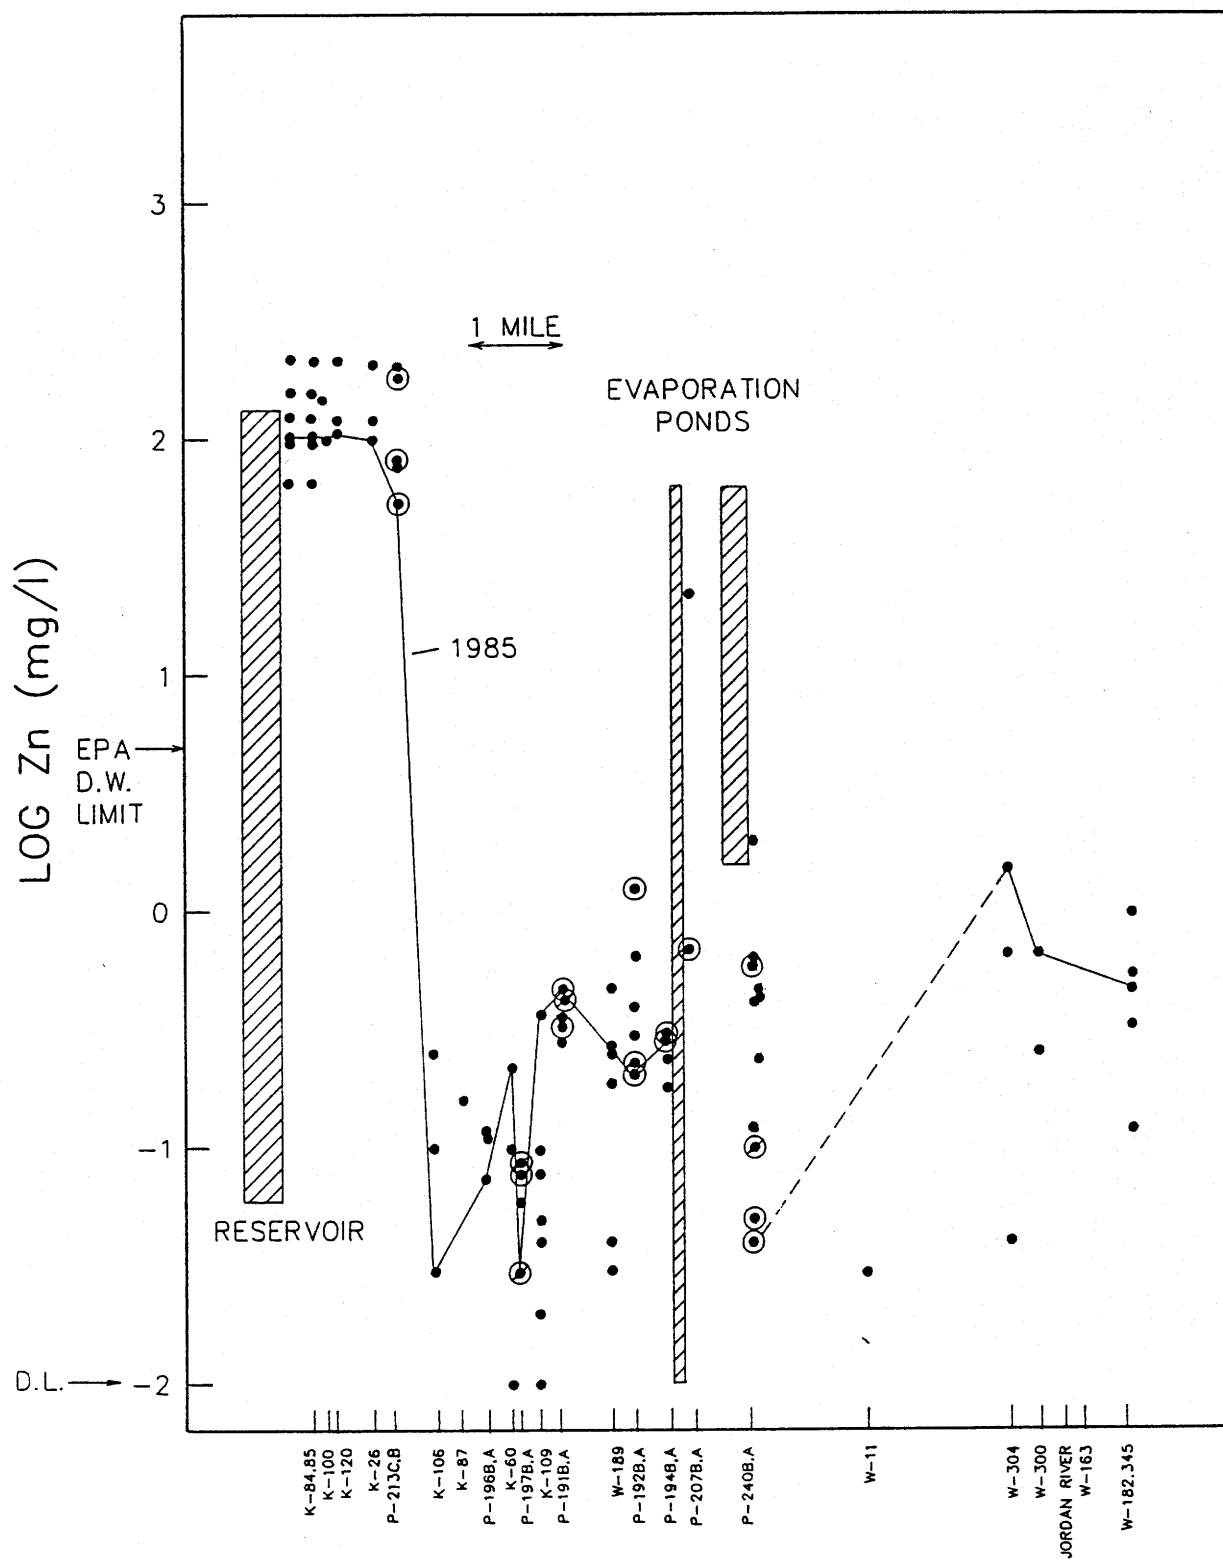 3
1 MILE
EVAPORATION
PONDS
2
1985
1
LOG Zn (mg/l)
EPA
D.W.
LIMIT
0
-1
RESERVOIR
D.L.
-2
K-84,85
K-100
K-120
K-26
P-213C,B
K-106
K-87
P-196B,A
K-60
P-197B,A
K-109
P-191B,A
W-189
P-192B,A
P-194B,A
P-207B,A
P-240B,A
W-11
W-304
W-300
JORDAN RIVER
W-163
W-182,345